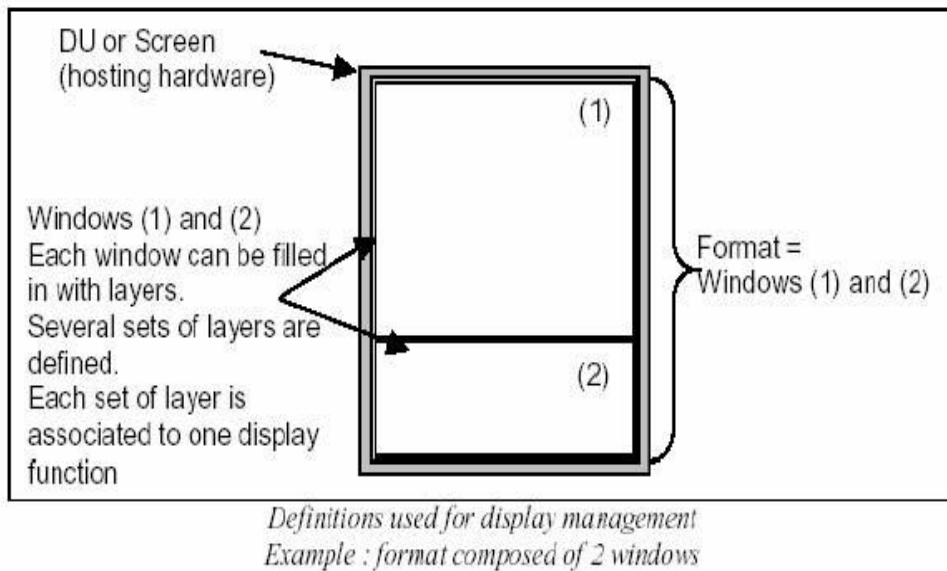 DU or Screen
(hosting hardware)
(1)
Windows (1) and (2)
Each window can be filled
in with layers.
Several sets of layers are
defined.
Each set of layer is
associated to one display
function
Format =
Windows (1) and (2)
(2)
Definitions used for display management
Example : format composed of 2 windows